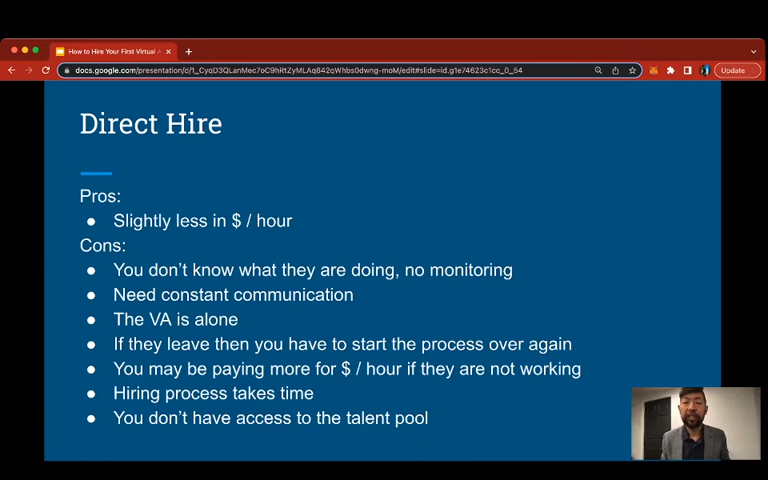 How to Hire Your First Virtual A
docs.google.com/presentation/d/1_CyqD3QLanMec7oC9hRtZyMLAq842qWhbs0dwng-moM/edit#slide=id.g1e74623c1cc_0_54
Update
Direct Hire
Pros:
● Slightly less in $ / hour
Cons:
● You don't know what they are doing, no monitoring
● Need constant communication
● The VA is alone
● If they leave then you have to start the process over again
● You may be paying more for $ / hour if they are not working
● Hiring process takes time
● You don't have access to the talent pool